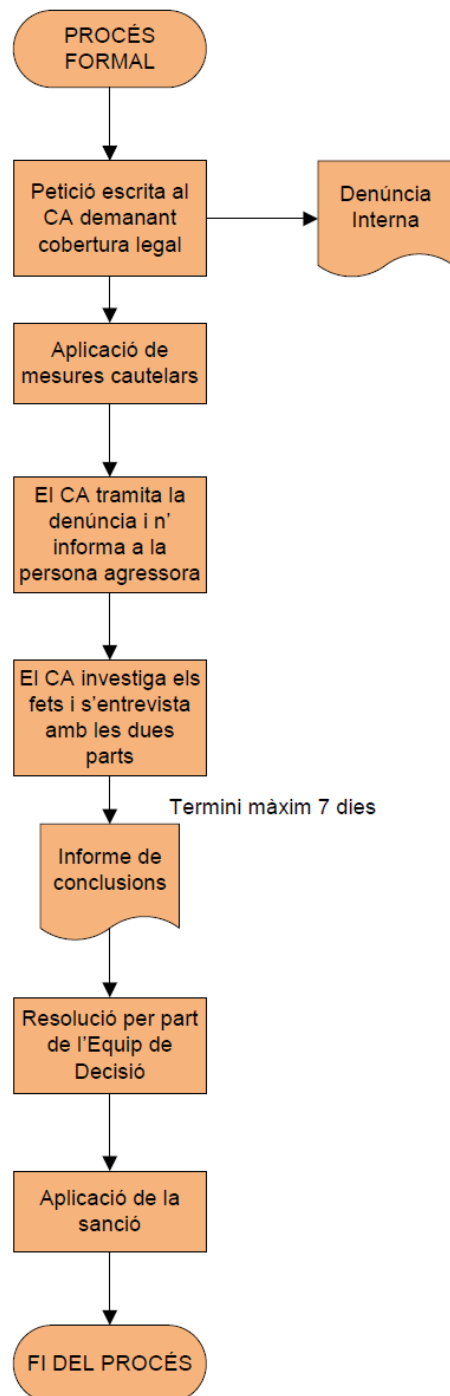 PROCÉS
FORMAL
Petició escrita al
CA demanant
cobertura legal
Denúncia
Interna
Aplicació de
mesures cautelars
El CA tramita la
denúncia i n'
informa a la
persona agressora
El CA investiga els
fets i s'entrevista
amb les dues
parts
Termini màxim 7 dies
Informe de
conclusions
Resolució per part
de l'Equip de
Decisió
Aplicació de la
sanció
FI DEL PROCÉS